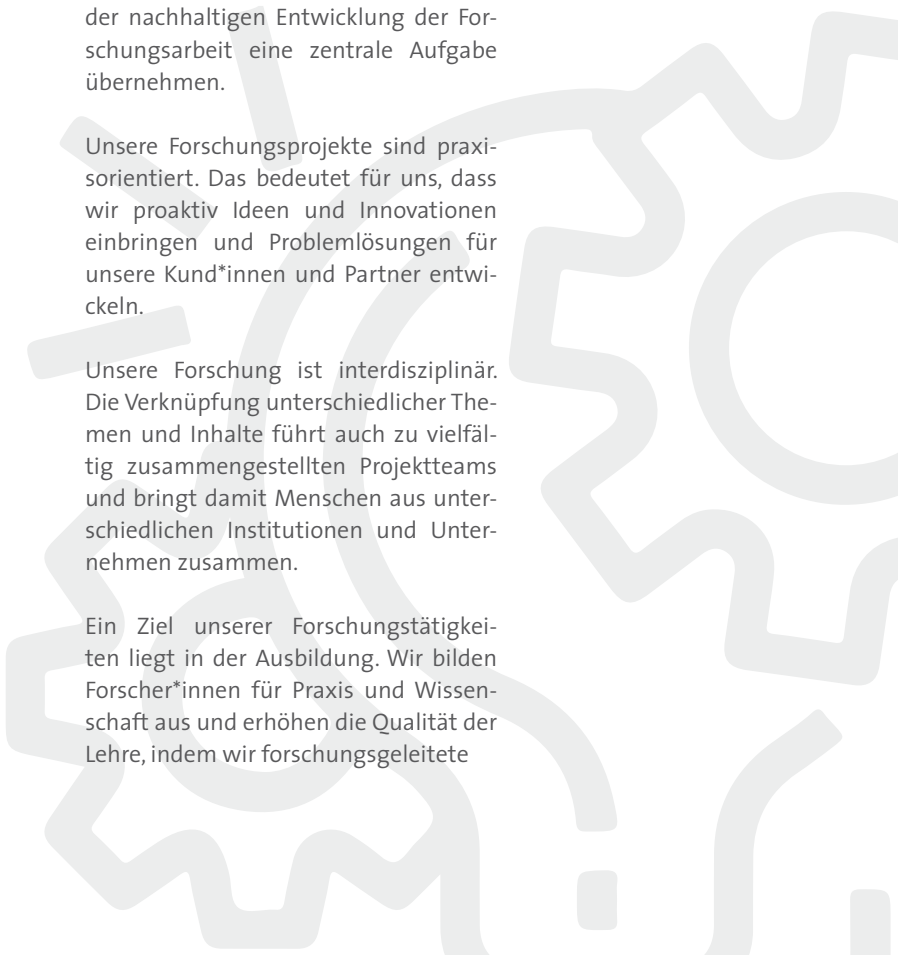 der nachhaltigen Entwicklung der For-
schungsarbeit eine zentrale Aufgabe
übernehmen.
Unsere Forschungsprojekte sind praxi-
sorientiert. Das bedeutet für uns, dass
wir proaktiv Ideen und Innovationen
einbringen und Problemlösungen für
unsere Kund*innen und Partner entwi-
ckeln.
Unsere Forschung ist interdisziplinär.
Die Verknüpfung unterschiedlicher The-
men und Inhalte führt auch zu vielfäl-
tig zusammengestellten Projektteams
und bringt damit Menschen aus unter-
schiedlichen Institutionen und Unter-
nehmen zusammen.
Ein Ziel unserer Forschungstätigkei-
ten liegt in der Ausbildung. Wir bilden
Forscher*innen für Praxis und Wissen-
schaft aus und erhöhen die Qualität der
Lehre, indem wir forschungsgeleitete